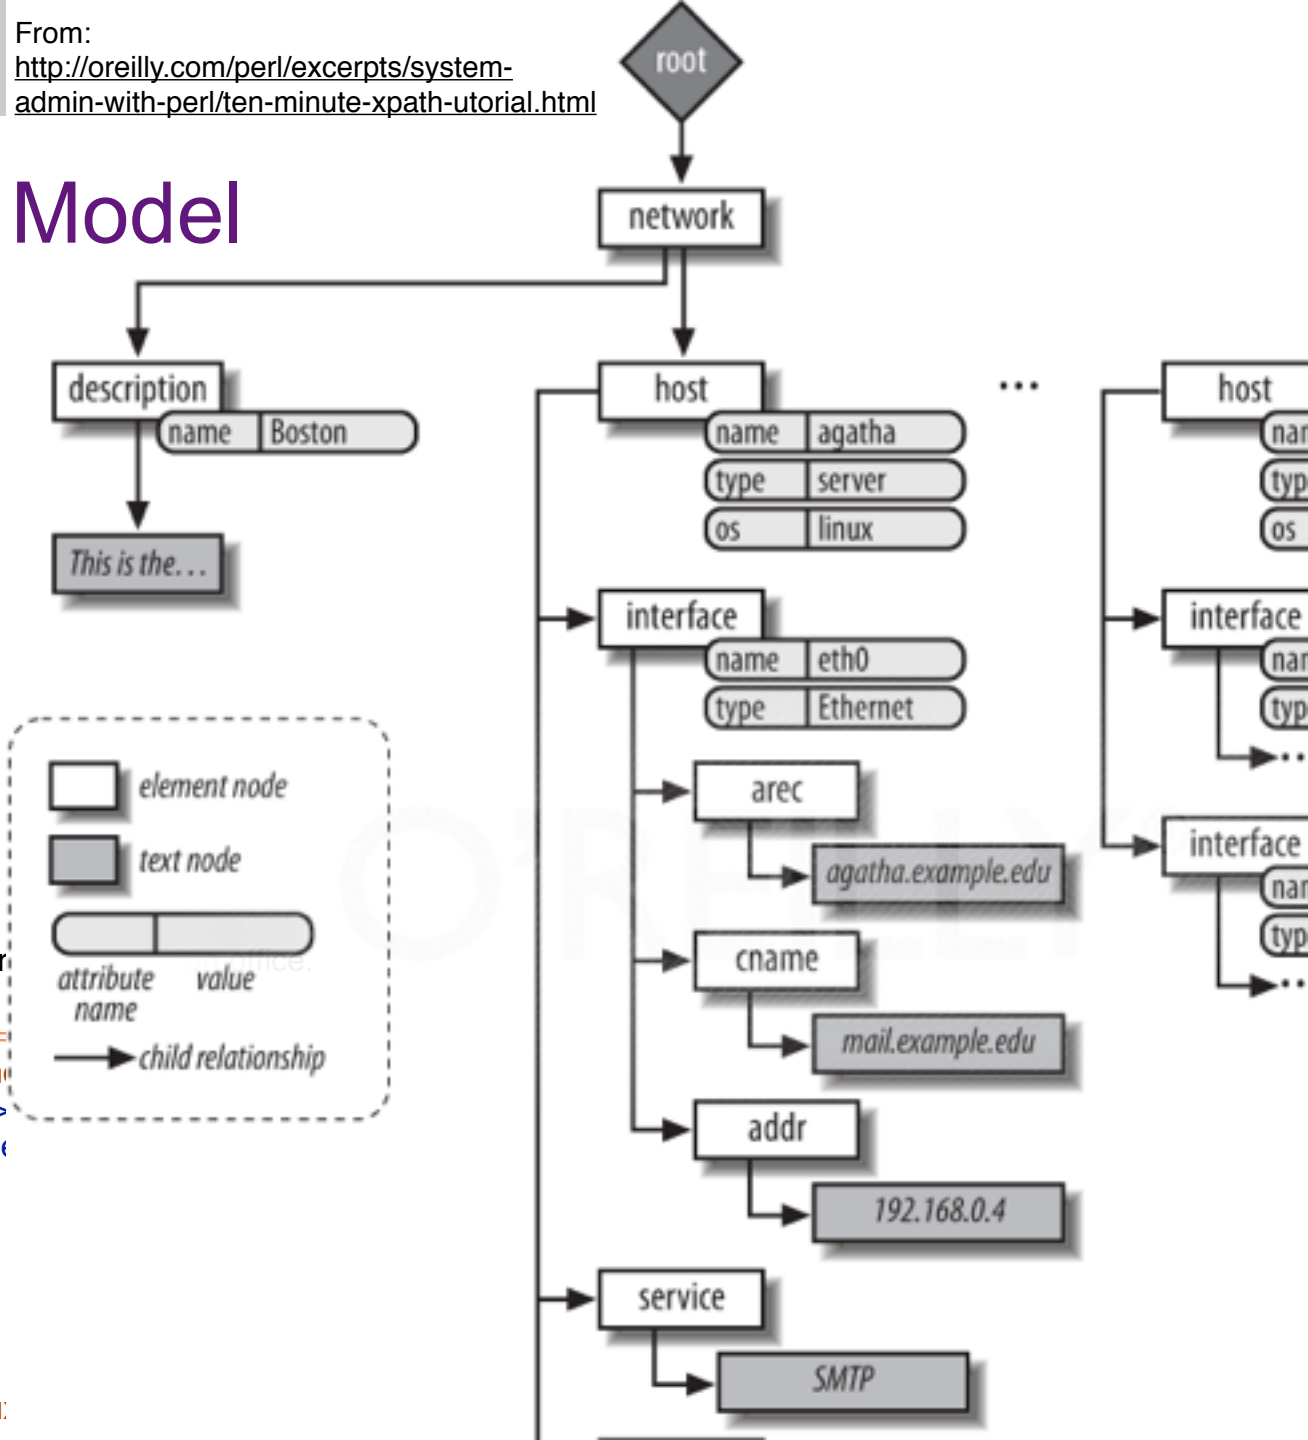 From:
http://oreilly.com/perl/excerpts/system-
admin-with-perl/ten-minute-xpath-utorial.html
Model
root
network
description
name Boston
This is the...
host
name agatha
type server
os linux
...
host
os
interface
name eth0
type Ethernet
interface
arec
agatha.example.edu
interface
cname
mail.example.edu
addr
192.168.0.4
service
SMTP
element node
text node
attribute
name
value
child relationship
O'REILLY
office.